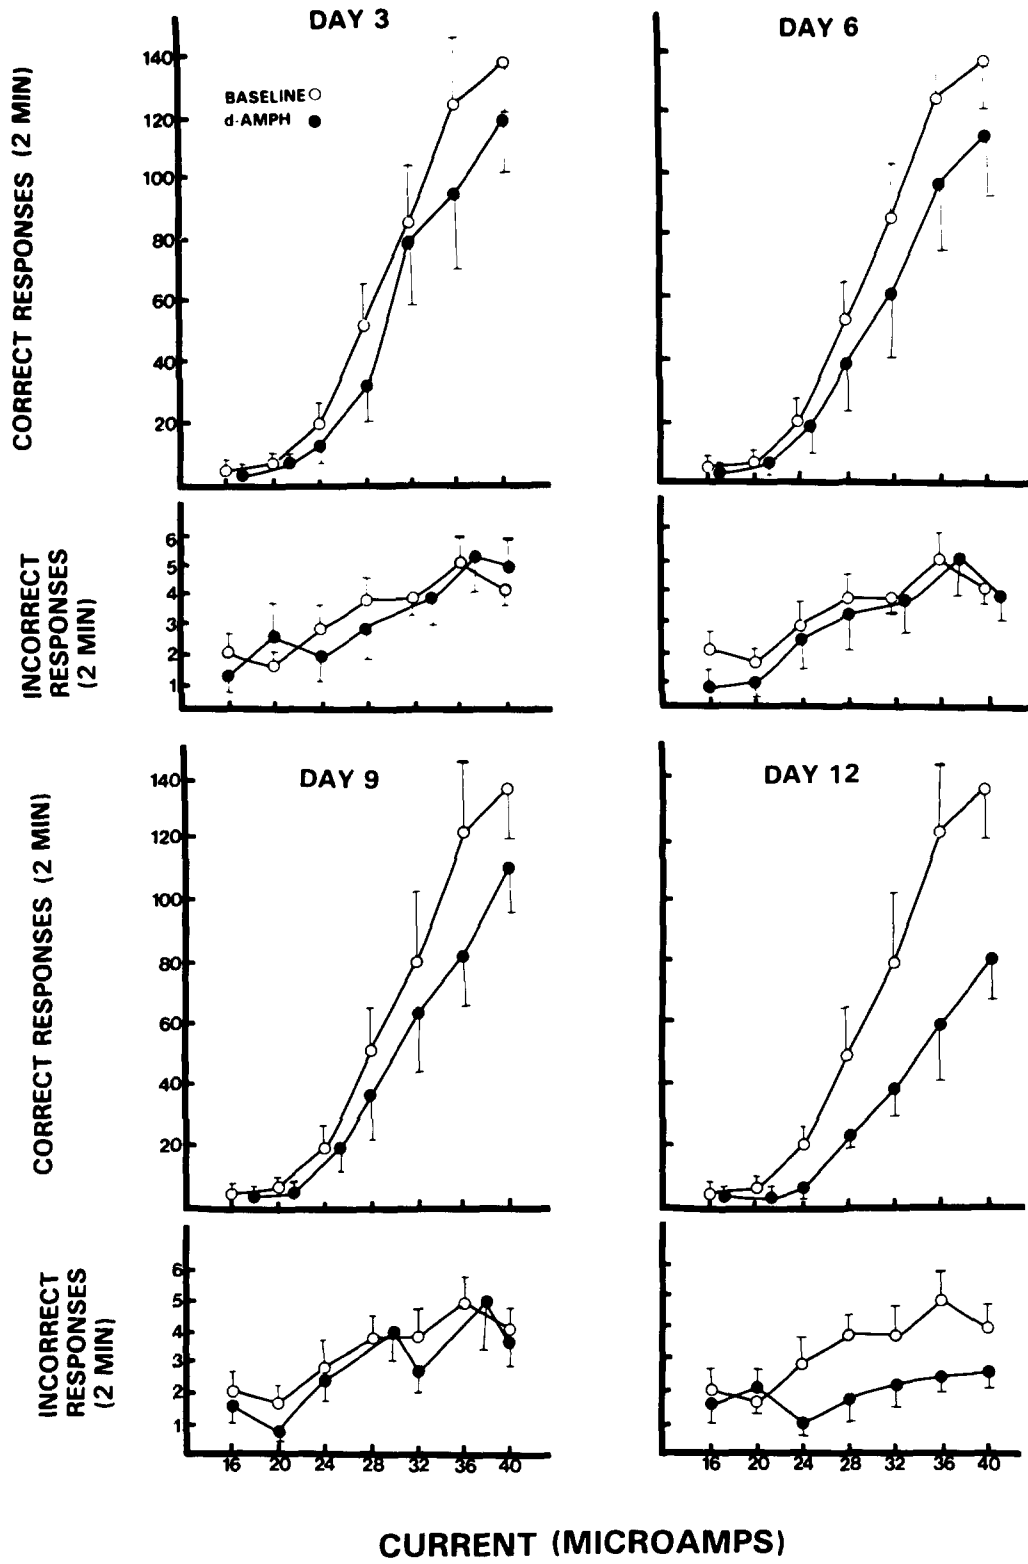 DAY 3
DAY 6
CORRECT RESPONSES (2 MIN)
140
120
100
80
60
40
20
BASELINE
d-AMPH
INCORRECT
RESPONSES
(2 MIN)
6
5
4
3
2
1
DAY 9
DAY 12
CORRECT RESPONSES (2 MIN)
140
120
100
80
60
40
20
INCORRECT
RESPONSES
(2 MIN)
6
5
4
3
2
1
16 20 24 28 32 36 40
16 20 24 28 32 36 40
CURRENT (MICROAMPS)